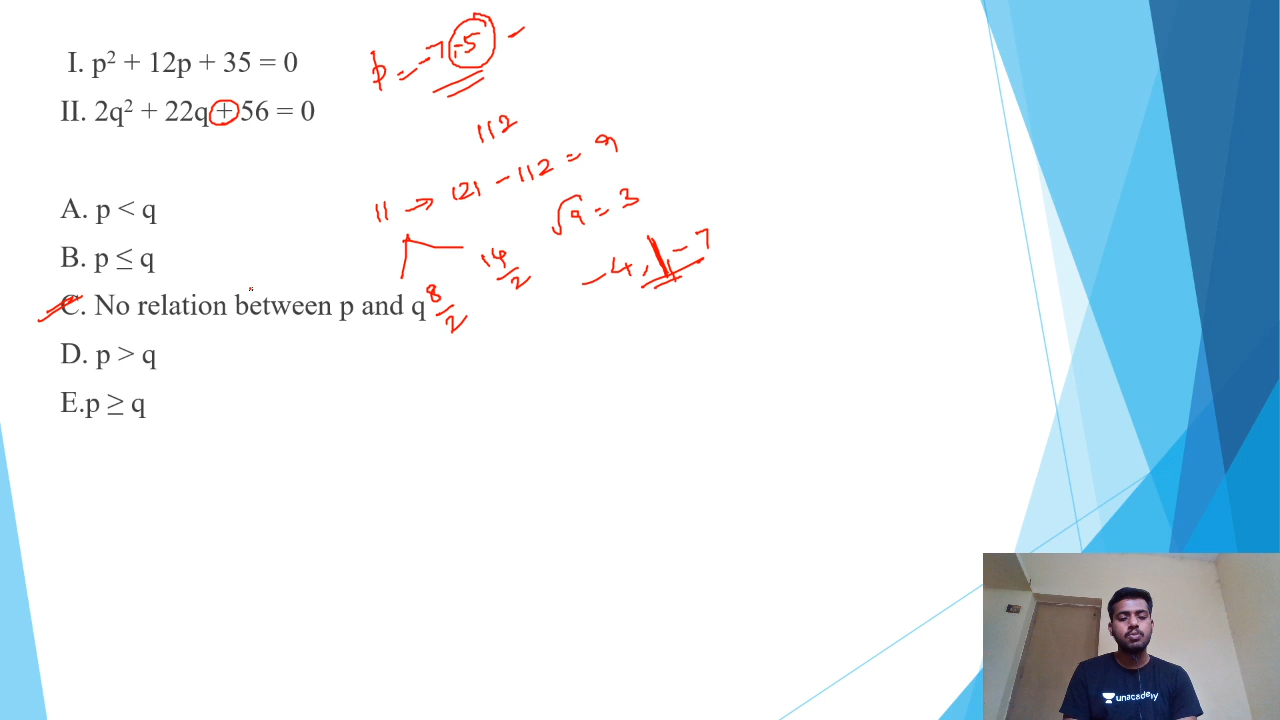 I. p² + 12p + 35 = 0
p = -7, -5
II. 2q² + 22q + 56 = 0
112
11 → 121 - 112 = 9
√9 = 3
A. p < q
14/2
-4, -7
B. p ≤ q
C. No relation between p and q
8/2
D. p > q
E.p ≥ q
unacademy